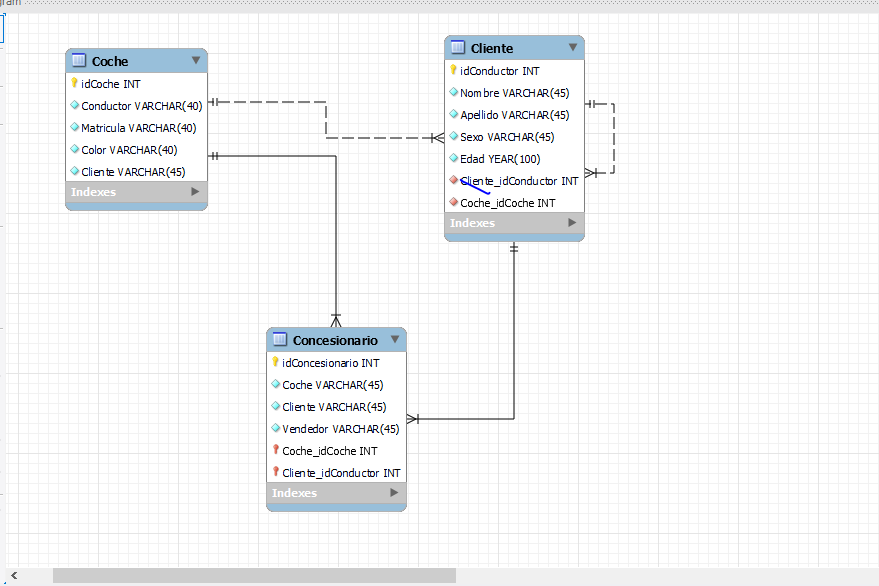 Coche
idCoche INT
Conductor VARCHAR(40)
Matricula VARCHAR(40)
Color VARCHAR(40)
Cliente VARCHAR(45)
Indexes
Cliente
idConductor INT
Nombre VARCHAR(45)
Apellido VARCHAR(45)
Sexo VARCHAR(45)
Edad YEAR(100)
Cliente_idConductor INT
Coche_idCoche INT
Indexes
Concesionario
idConcesionario INT
Coche VARCHAR(45)
Cliente VARCHAR(45)
Vendedor VARCHAR(45)
Coche_idCoche INT
Cliente_idConductor INT
Indexes